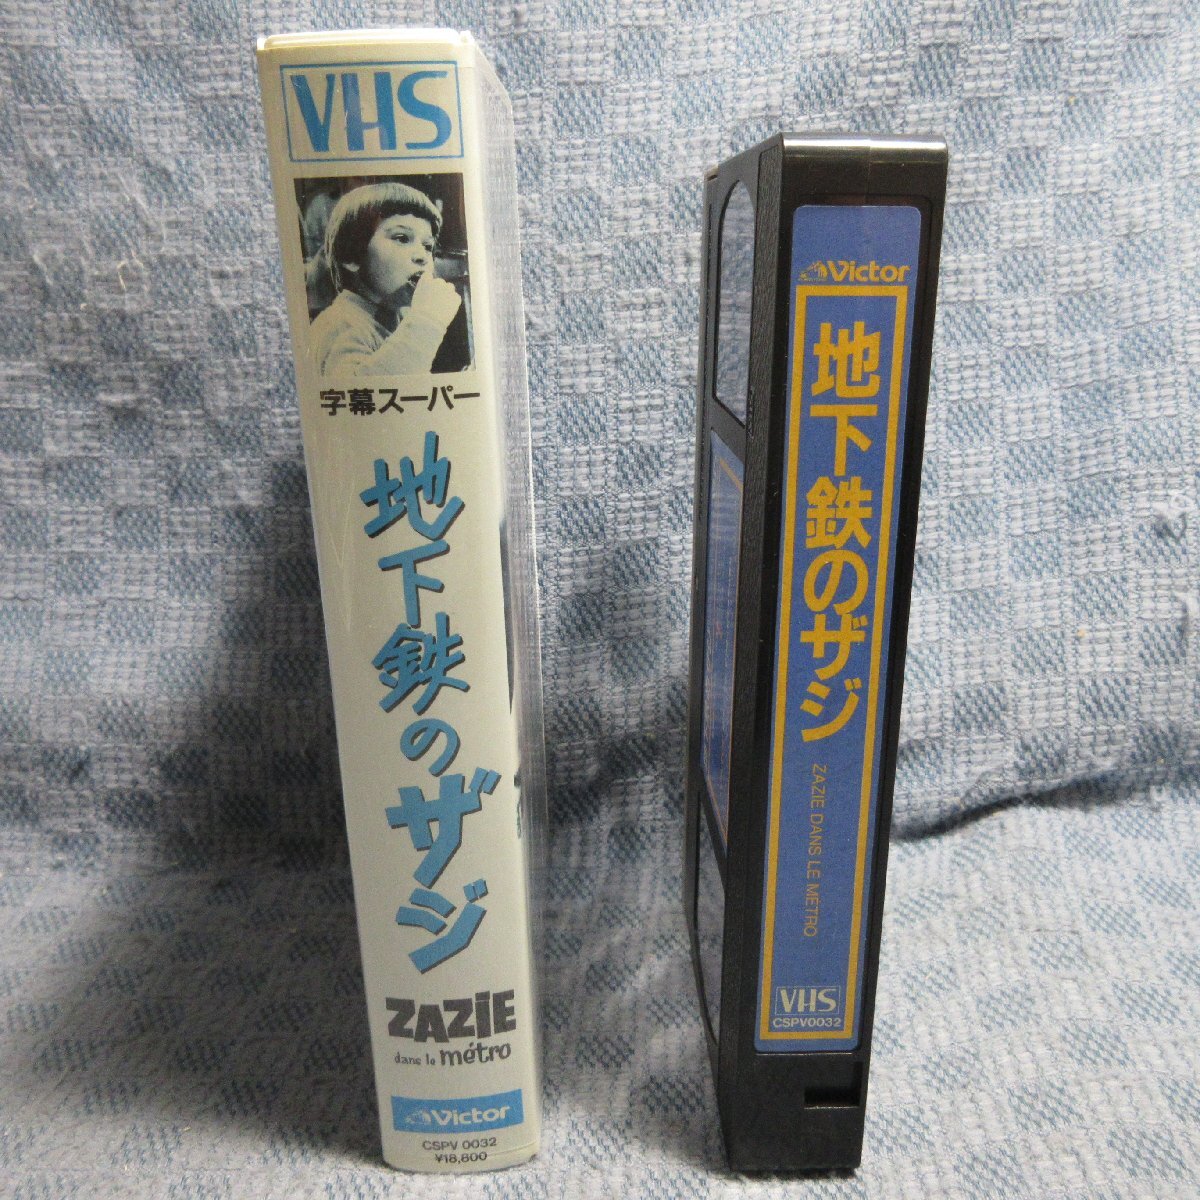 VHS
字幕スーパー
地下鉄のザジ
ZAZiE
dans le métro
Victor
CSPV 0032
¥18,800
Victor
地下鉄のザジ
ZAZIE DANS LE METRO
VHS
CSPV0032